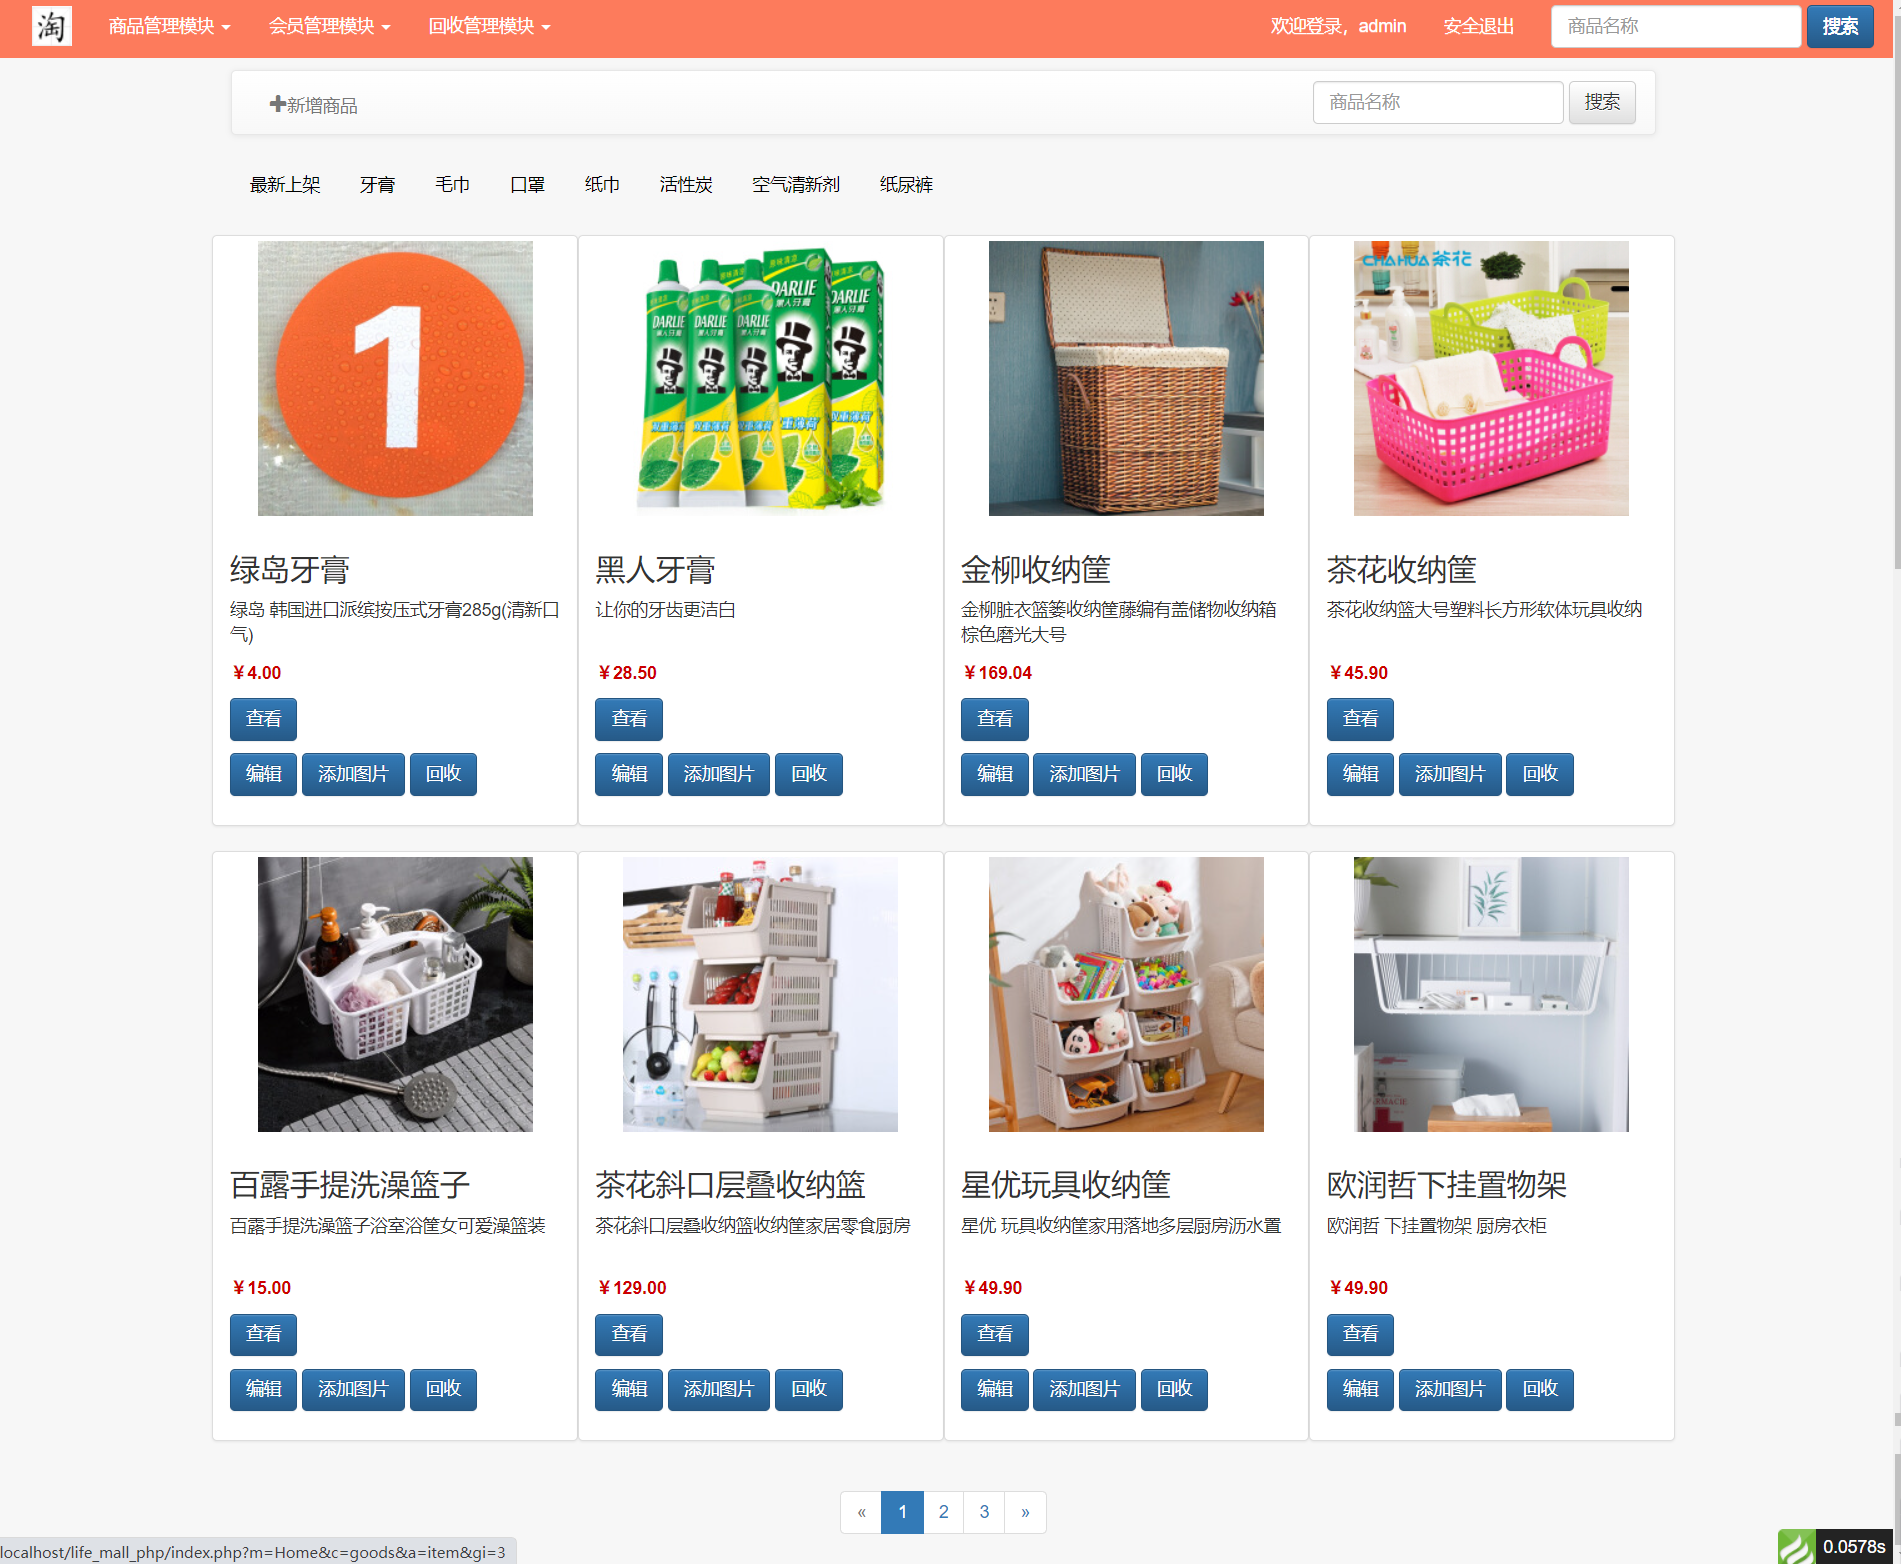 淘 商品管理模块 会员管理模块 回收管理模块 欢迎登录，admin 安全退出 商品名称 搜索
新增商品 商品名称 搜索
最新上架 牙膏 毛巾 口罩 纸巾 活性炭 空气清新剂 纸尿裤
1
DARLIE
黑人牙膏
DARLIE
DARLIE
DARLIE
DARLIE
双重薄荷
CHAHUA茶花
绿岛牙膏
绿岛 韩国进口派缤按压式牙膏285g(清新口
气)
￥4.00
查看
编辑 添加图片 回收
黑人牙膏
让你的牙齿更洁白
￥28.50
查看
编辑 添加图片 回收
金柳收纳筐
金柳脏衣篮篓收纳筐藤编有盖储物收纳箱
棕色磨光大号
￥169.04
查看
编辑 添加图片 回收
茶花收纳筐
茶花收纳篮大号塑料长方形软体玩具收纳
￥45.90
查看
编辑 添加图片 回收
百露手提洗澡篮子
百露手提洗澡篮子浴室浴筐女可爱澡篮装
￥15.00
查看
编辑 添加图片 回收
茶花斜口层叠收纳篮
茶花斜口层叠收纳篮收纳筐家居零食厨房
￥129.00
查看
编辑 添加图片 回收
星优玩具收纳筐
星优 玩具收纳筐家用落地多层厨房沥水置
￥49.90
查看
编辑 添加图片 回收
欧润哲下挂置物架
欧润哲 下挂置物架 厨房衣柜
￥49.90
查看
编辑 添加图片 回收
« 1 2 3 »
localhost/life_mall_php/index.php?m=Home&c=goods&a=item&gi=3
0.0578s